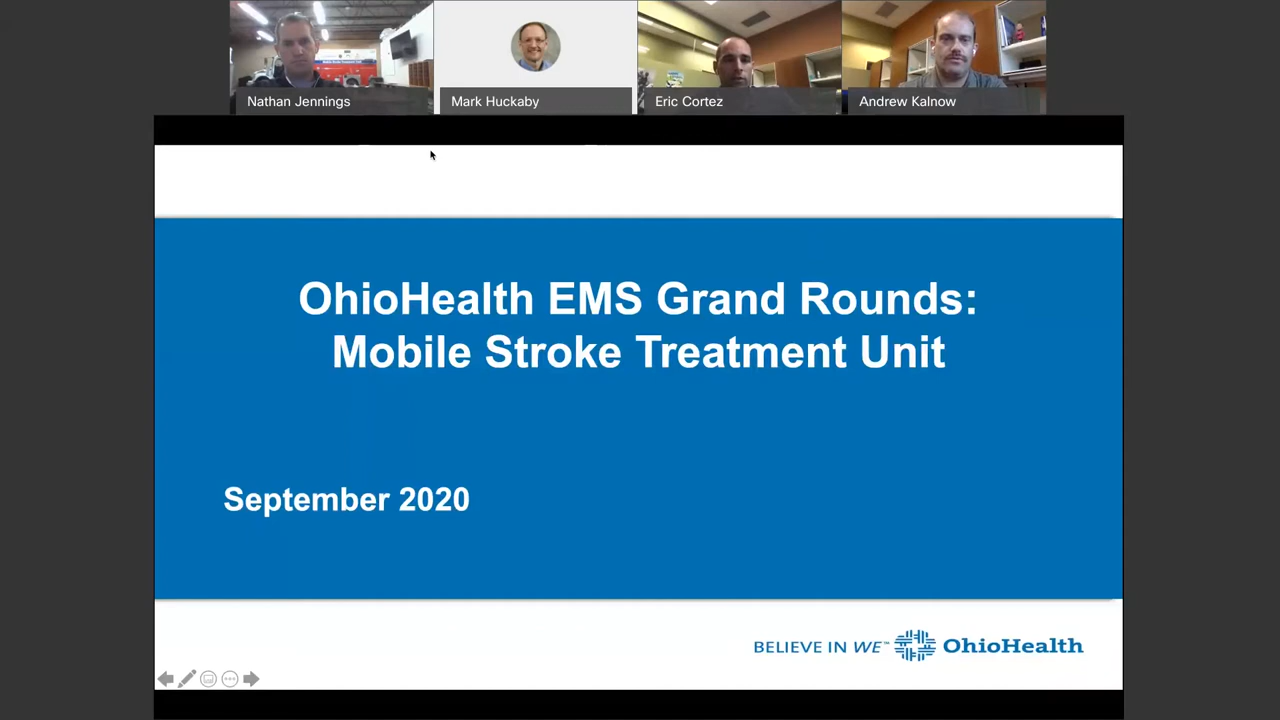 Nathan Jennings
Mark Huckaby
Eric Cortez
Andrew Kalnow
OhioHealth EMS Grand Rounds:
Mobile Stroke Treatment Unit
September 2020
BELIEVE IN WE™ OhioHealth